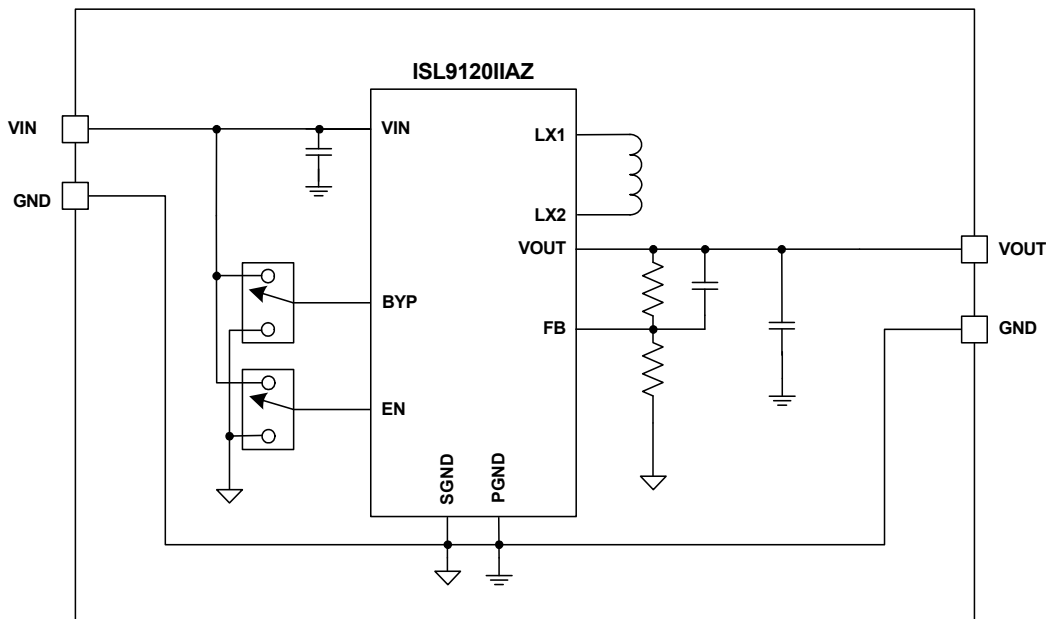 ISL9120IIAZ
VIN
VIN
LX1
GND
LX2
VOUT
VOUT
BYP
FB
GND
EN
SGND
PGND